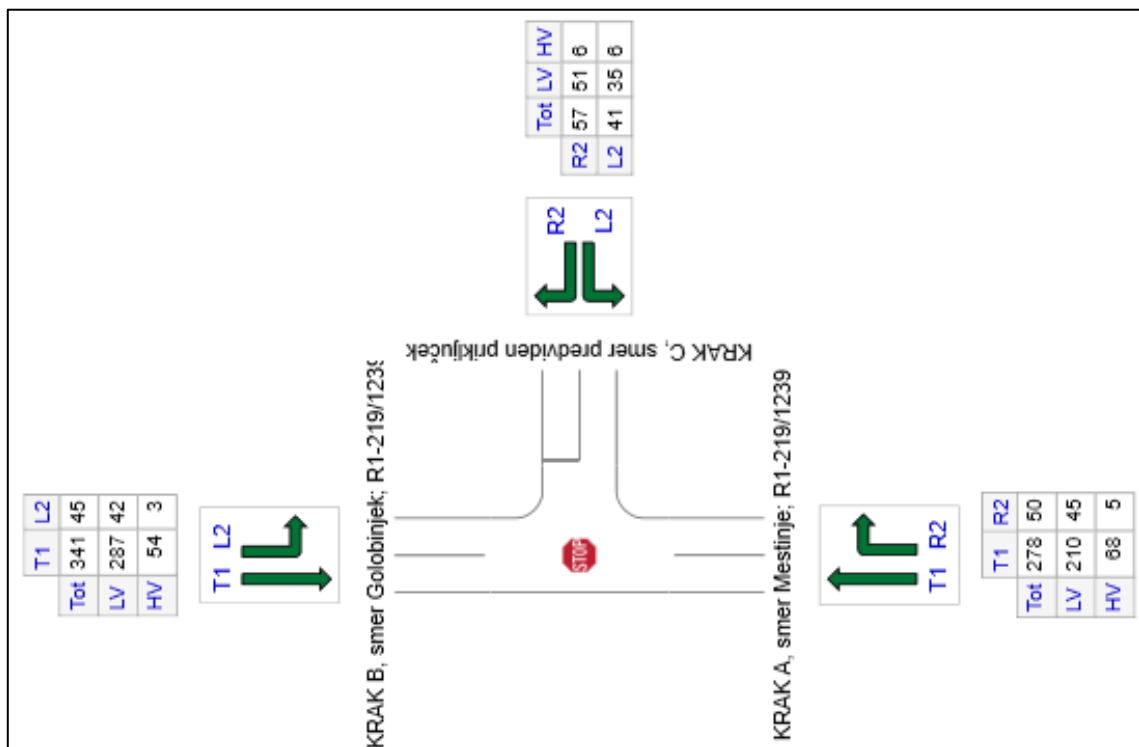 Tot LV HV
R2 57 51 6
L2 41 35 6
R2
L2
KRAK C, smer predviden priključek
KRAK B, smer Golobinjek; R1-219/1239
T1 L2
Tot 341 45
LV 287 42
HV 54 3
T1 L2
STOP
KRAK A, smer Mestinje; R1-219/1239
T1 R2
T1 R2
Tot 278 50
LV 210 45
HV 68 5